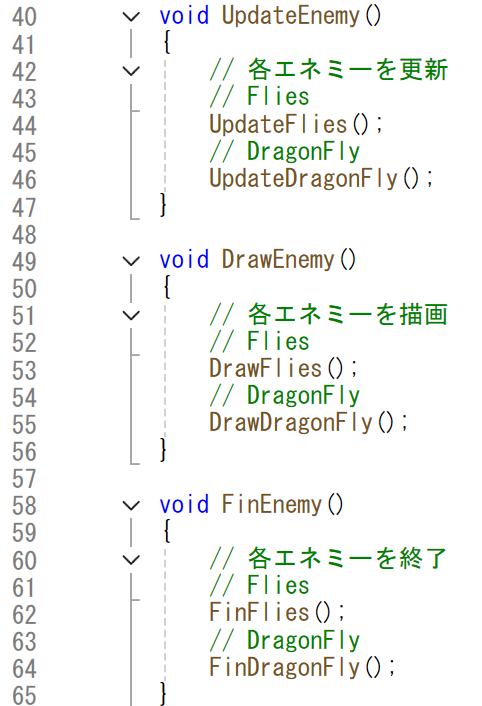 40 void UpdateEnemy()
41 {
42 // 各エネミーを更新
43 // Flies
44 UpdateFlies();
45 // DragonFly
46 UpdateDragonFly();
47 }
48
49 void DrawEnemy()
50 {
51 // 各エネミーを描画
52 // Flies
53 DrawFlies();
54 // DragonFly
55 DrawDragonFly();
56 }
57
58 void FinEnemy()
59 {
60 // 各エネミーを終了
61 // Flies
62 FinFlies();
63 // DragonFly
64 FinDragonFly();
65 }